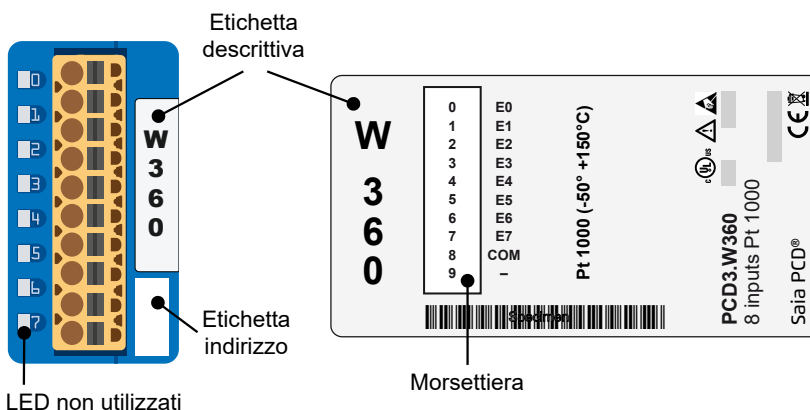 Etichetta
descrittiva
0
1
2
3
4
5
6
7
W
3
6
0
Etichetta
indirizzo
LED non utilizzati
W
3
6
0
0 E0
1 E1
2 E2
3 E3
4 E4
5 E5
6 E6
7 E7
8 COM
9 –
Pt 1000 (-50° +150°C)
c UL us
CE
PCD3.W360
8 inputs Pt 1000
Saia PCD®
Specimen
Morsettiera